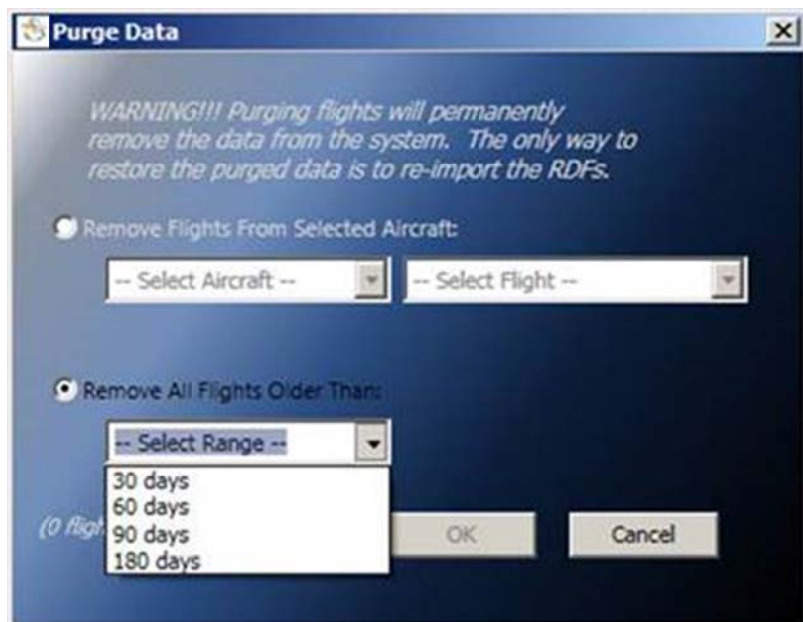 Purge Data
WARNING!!! Purging flights will permanently
remove the data from the system. The only way to
restore the purged data is to re-import the RDFs.
Remove Flights From Selected Aircraft:
-- Select Aircraft --
-- Select Flight --
Remove All Flights Older Than:
-- Select Range --
30 days
60 days
90 days
180 days
(0
OK
Cancel